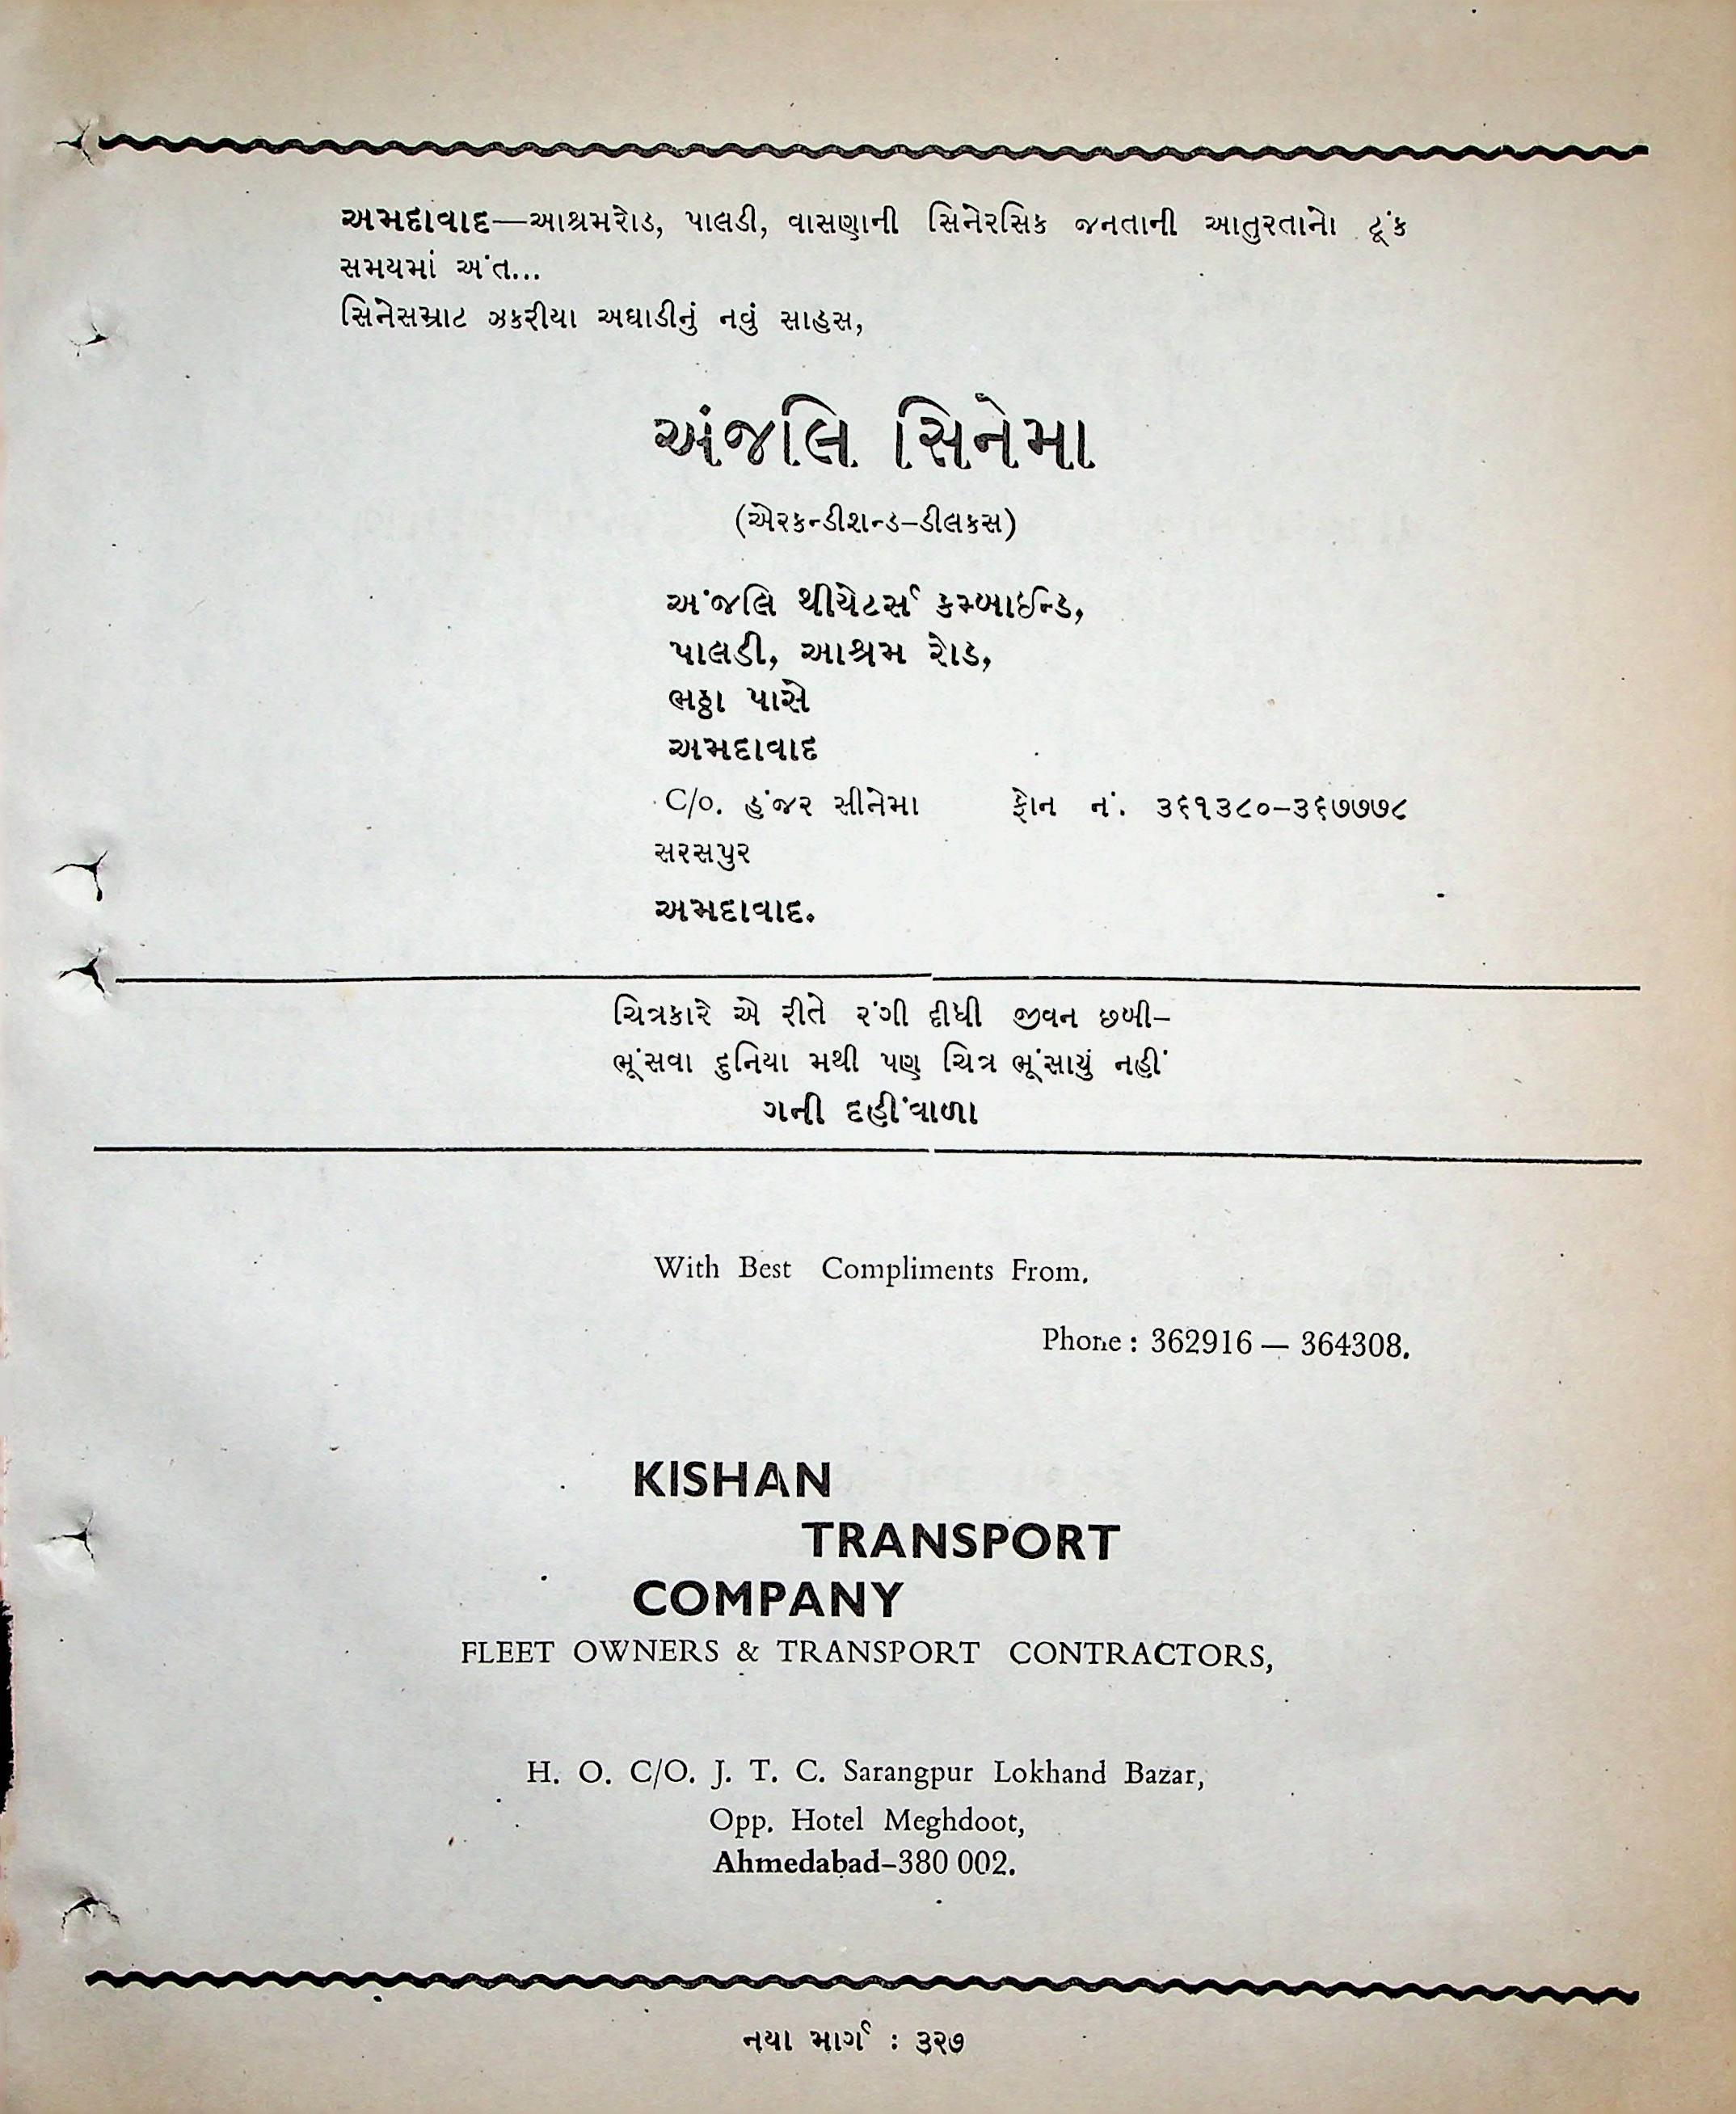 અમદાવાદ—આશ્રમરોડ, પાલડી, વાસણાની સિનેરસિક જનતાની આતુરતાનો ટૂંક
સમયમાં અંત...
સિનેસમ્રાટ ઝકરીયા અઘાડીનું નવું સાહસ,
અંજલિ સિનેમા
(એરકન્ડીશન્ડ–ડીલકસ)
અંજલિ થીયેટર્સ કમ્બાઈન્ડ,
પાલડી, આશ્રમ રોડ,
ભઠ્ઠા પાસે
અમદાવાદ
C/o. હંજર સીનેમા ફોન નં. ૩૬૧૩૮૦–૩૬૭૭૭૮
સરસપુર
અમદાવાદ.
ચિત્રકારે એ રીતે રંગી દીધી જીવન છબી–
ભૂંસવા દુનિયા મથી પણ ચિત્ર ભૂંસાયું નહીં
ગની દહીંવાળા
With Best Compliments From.
Phone : 362916 — 364308.
KISHAN
TRANSPORT
COMPANY
FLEET OWNERS & TRANSPORT CONTRACTORS,
H. O. C/O. J. T. C. Sarangpur Lokhand Bazar,
Opp. Hotel Meghdoot,
Ahmedabad–380 002.
નયા માર્ગ : ૩૨૭